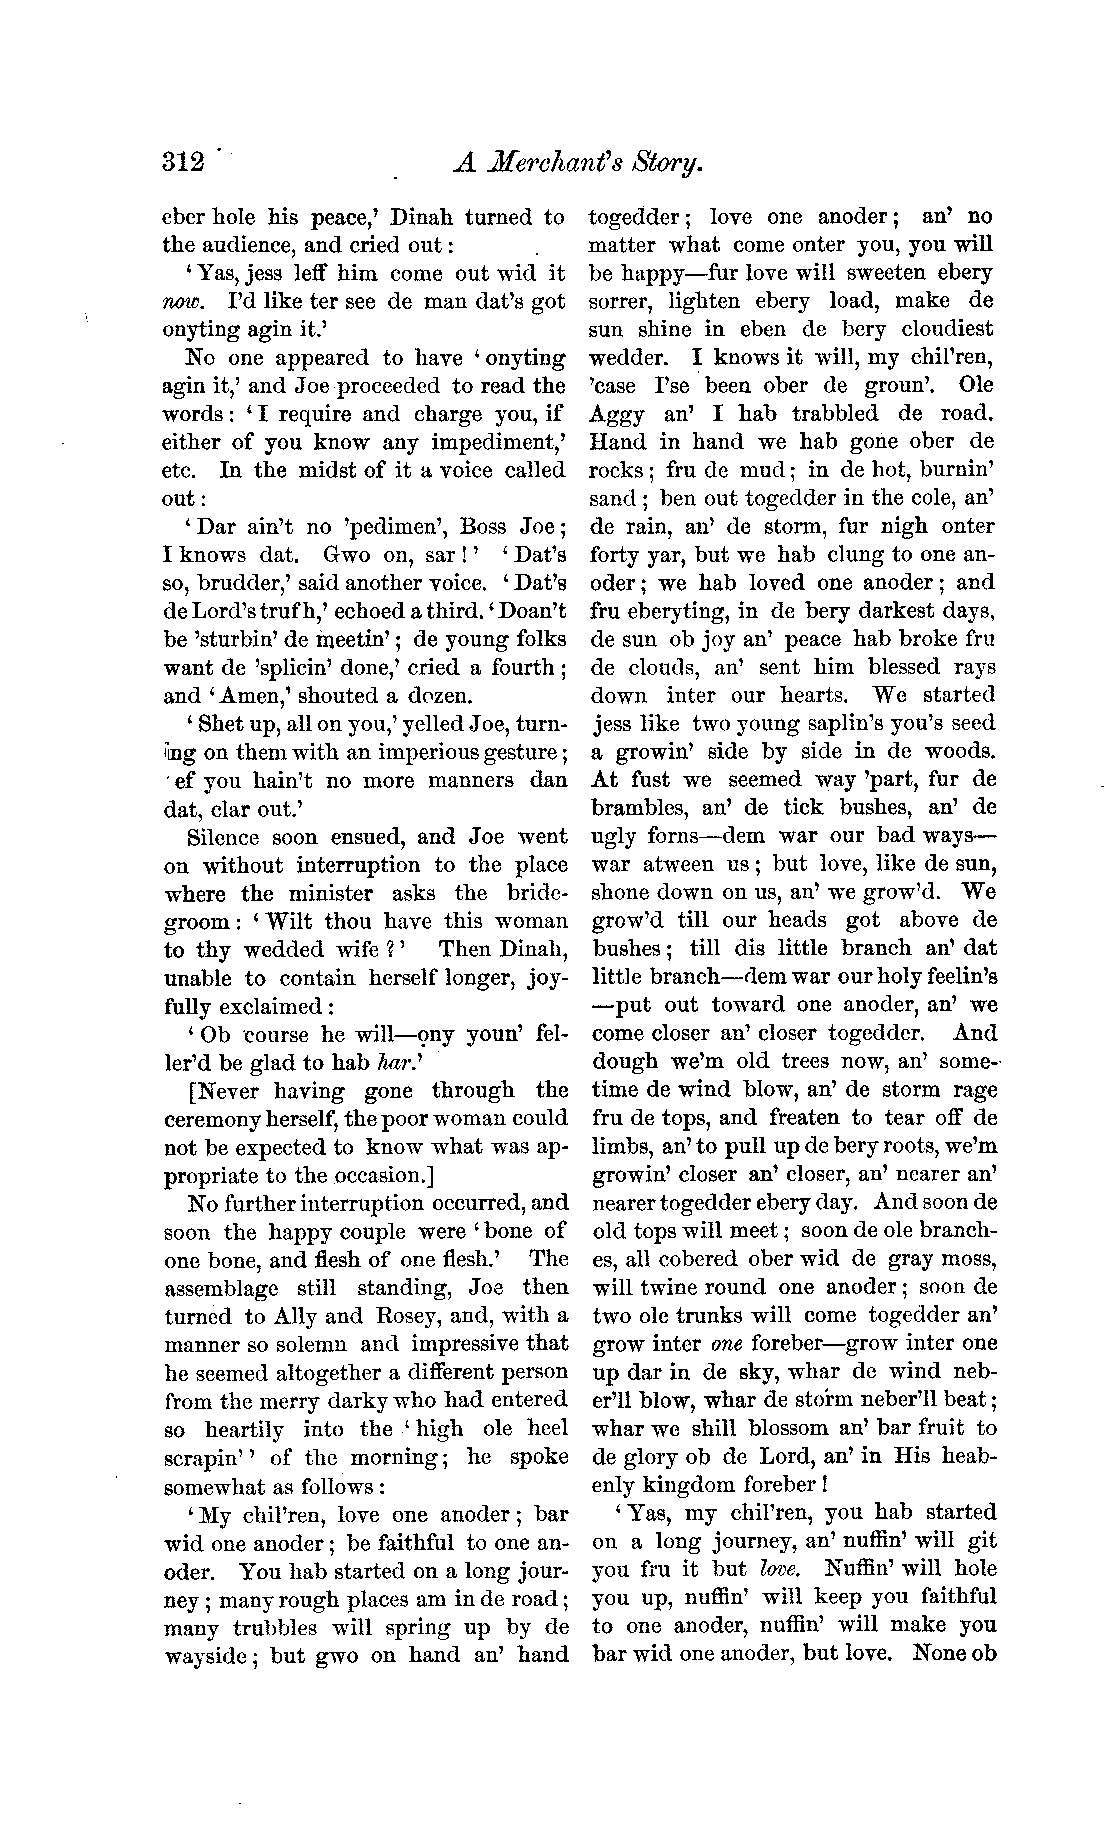 312
A Merchant's Story.
eber hole his peace,' Dinah turned to
the audience, and cried out:
'Yas, jess leff him come out wid it
now. I'd like ter see de man dat's got
onyting agin it.'
No one appeared to have 'onyting
agin it,' and Joe proceeded to read the
words: 'I require and charge you, if
either of you know any impediment,'
etc. In the midst of it a voice called
out:
'Dar ain't no 'pedimen', Boss Joe;
I knows dat. Gwo on, sar!' 'Dat's
so, brudder,' said another voice. 'Dat's
de Lord's trufh,' echoed a third. 'Doan't
be 'sturbin' de meetin'; de young folks
want de 'splicin' done,' cried a fourth;
and 'Amen,' shouted a dozen.
'Shet up, all on you,' yelled Joe, turn-
ing on them with an imperious gesture;
'ef you hain't no more manners dan
dat, clar out.'
Silence soon ensued, and Joe went
on without interruption to the place
where the minister asks the bride-
groom: 'Wilt thou have this woman
to thy wedded wife?' Then Dinah,
unable to contain herself longer, joy-
fully exclaimed:
'Ob course he will—ony youn' fel-
ler'd be glad to hab har.'
[Never having gone through the
ceremony herself, the poor woman could
not be expected to know what was ap-
propriate to the occasion.]
No further interruption occurred, and
soon the happy couple were 'bone of
one bone, and flesh of one flesh.' The
assemblage still standing, Joe then
turned to Ally and Rosey, and, with a
manner so solemn and impressive that
he seemed altogether a different person
from the merry darky who had entered
so heartily into the 'high ole heel
scrapin'' of the morning; he spoke
somewhat as follows:
'My chil'ren, love one anoder; bar
wid one anoder; be faithful to one an-
oder. You hab started on a long jour-
ney; many rough places am in de road;
many trubbles will spring up by de
wayside; but gwo on hand an' hand
togedder; love one anoder; an' no
matter what come onter you, you will
be happy—fur love will sweeten ebery
sorrer, lighten ebery load, make de
sun shine in eben de bery cloudiest
wedder. I knows it will, my chil'ren,
'case I'se been ober de groun'. Ole
Aggy an' I hab trabbled de road.
Hand in hand we hab gone ober de
rocks; fru de mud; in de hot, burnin'
sand; ben out togedder in the cole, an'
de rain, an' de storm, fur nigh onter
forty yar, but we hab clung to one an-
oder; we hab loved one anoder; and
fru eberyting, in de bery darkest days,
de sun ob joy an' peace hab broke fru
de clouds, an' sent him blessed rays
down inter our hearts. We started
jess like two young saplin's you's seed
a growin' side by side in de woods.
At fust we seemed way 'part, fur de
brambles, an' de tick bushes, an' de
ugly forns—dem war our bad ways—
war atween us; but love, like de sun,
shone down on us, an' we grow'd. We
grow'd till our heads got above de
bushes; till dis little branch an' dat
little branch—dem war our holy feelin's
—put out toward one anoder, an' we
come closer an' closer togedder. And
dough we'm old trees now, an' some-
time de wind blow, an' de storm rage
fru de tops, and freaten to tear off de
limbs, an' to pull up de bery roots, we'm
growin' closer an' closer, an' nearer an'
nearer togedder ebery day. And soon de
old tops will meet; soon de ole branch-
es, all cobered ober wid de gray moss,
will twine round one anoder; soon de
two ole trunks will come togedder an'
grow inter one foreber—grow inter one
up dar in de sky, whar de wind neb-
er'll blow, whar de storm neber'll beat;
whar we shill blossom an' bar fruit to
de glory ob de Lord, an' in His heab-
enly kingdom foreber!
'Yas, my chil'ren, you hab started
on a long journey, an' nuffin' will git
you fru it but love. Nuffin' will hole
you up, nuffin' will keep you faithful
to one anoder, nuffin' will make you
bar wid one anoder, but love. None ob